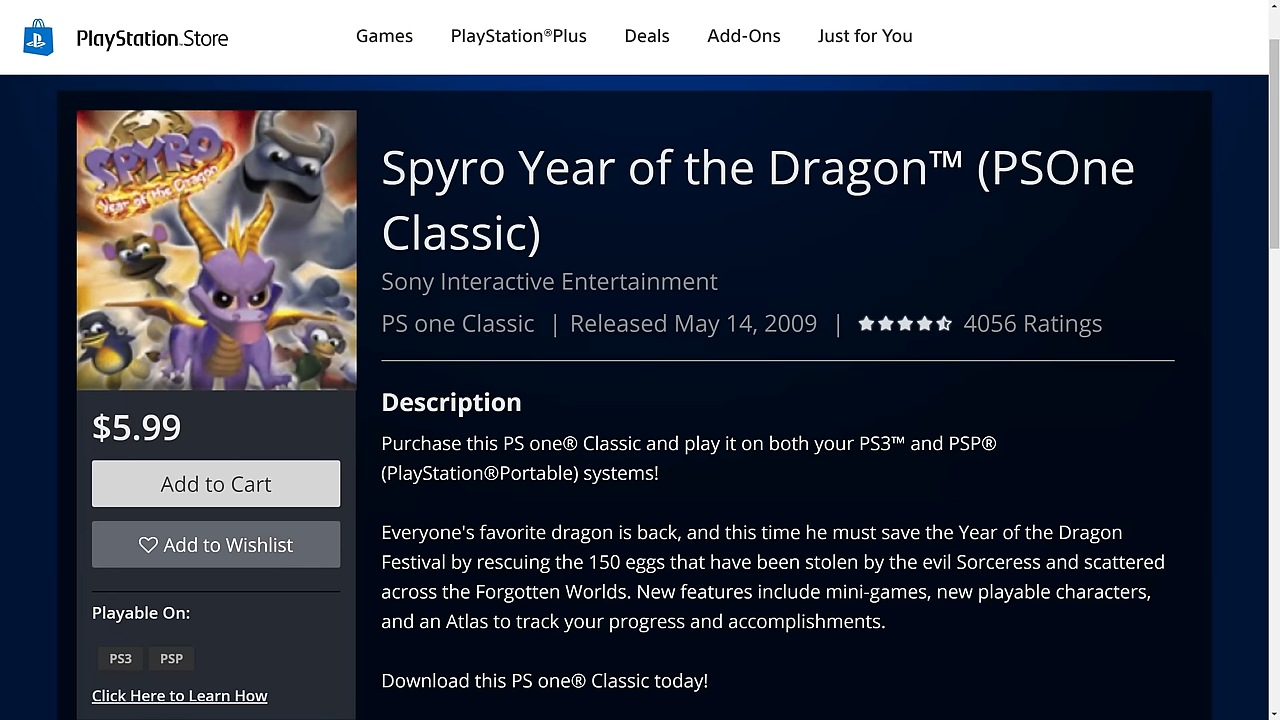 PlayStation™Store
Games
PlayStation®Plus
Deals
Add-Ons
Just for You
SPYRO
Year of the Dragon
Spyro Year of the Dragon™ (PSOne
Classic)
Sony Interactive Entertainment
PS one Classic | Released May 14, 2009 | 4056 Ratings
Description
Purchase this PS one® Classic and play it on both your PS3™ and PSP®
(PlayStation®Portable) systems!
Everyone's favorite dragon is back, and this time he must save the Year of the Dragon
Festival by rescuing the 150 eggs that have been stolen by the evil Sorceress and scattered
across the Forgotten Worlds. New features include mini-games, new playable characters,
and an Atlas to track your progress and accomplishments.
Download this PS one® Classic today!
$5.99
Add to Cart
Add to Wishlist
Playable On:
PS3
PSP
Click Here to Learn How